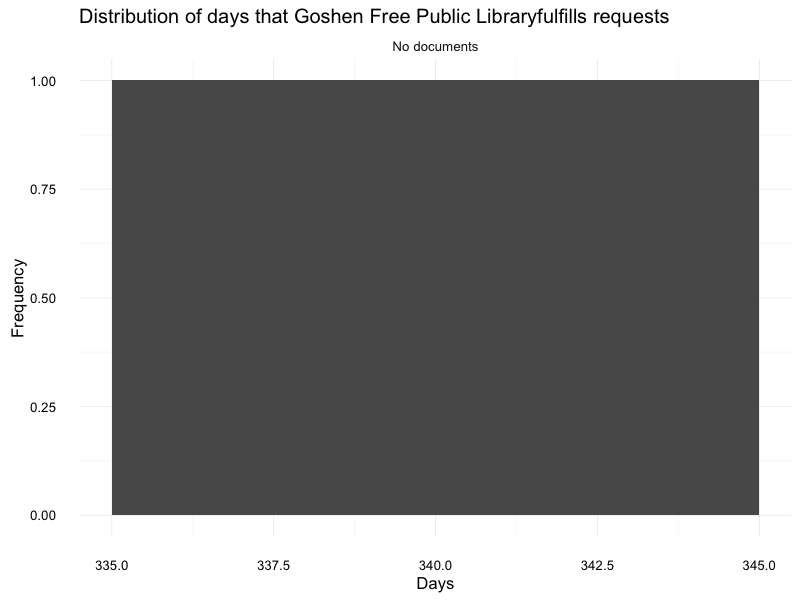 Distribution of days that Goshen Free Public Libraryfulfills requests
No documents
1.00
0.75
0.50
0.25
0.00
Frequency
335.0 337.5 340.0 342.5 345.0
Days